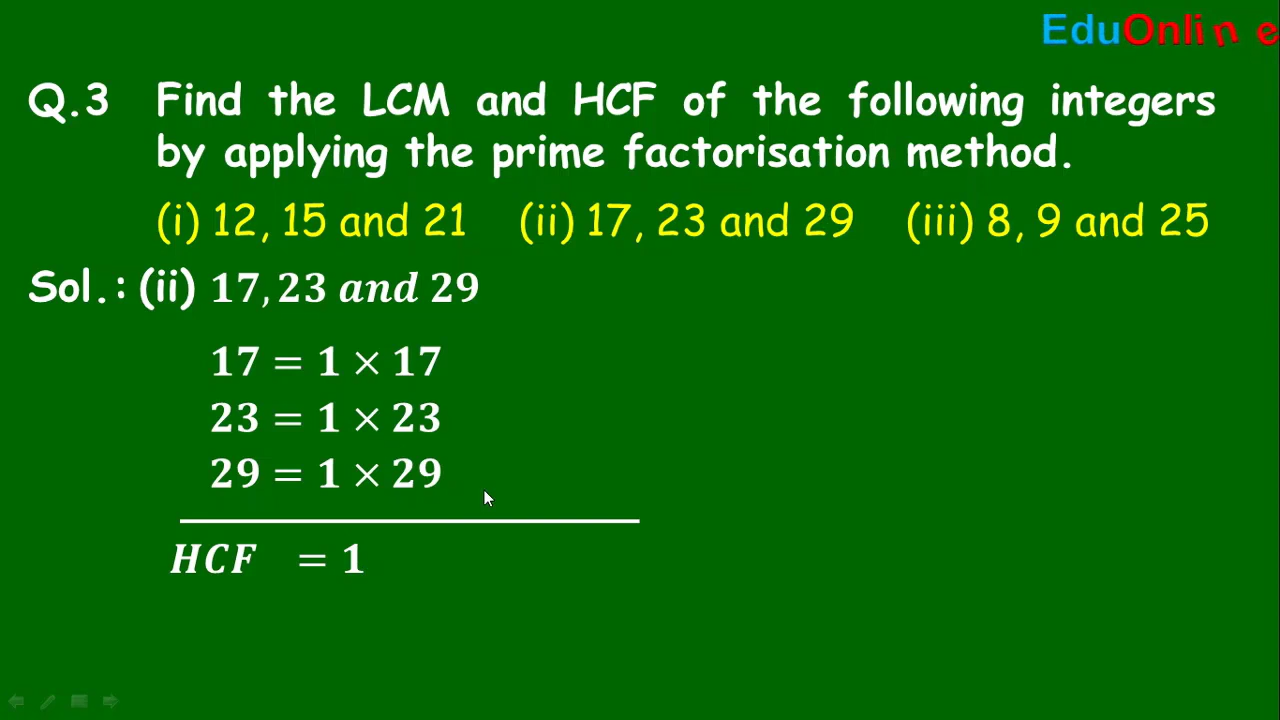 EduOnline
Q.3 Find the LCM and HCF of the following integers
by applying the prime factorisation method.
(i) 12, 15 and 21 (ii) 17, 23 and 29 (iii) 8, 9 and 25
Sol.: (ii) 17, 23 and 29
17 = 1 × 17
23 = 1 × 23
29 = 1 × 29
HCF = 1